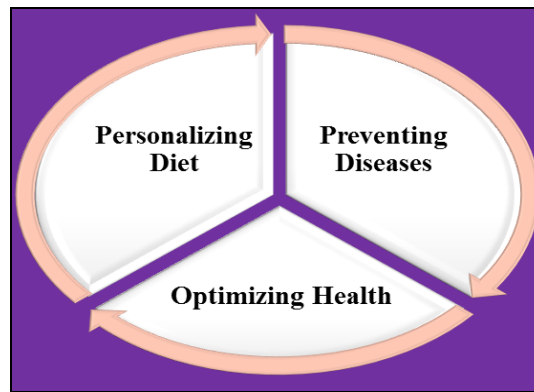 Personalizing
Diet
Preventing
Diseases
Optimizing Health